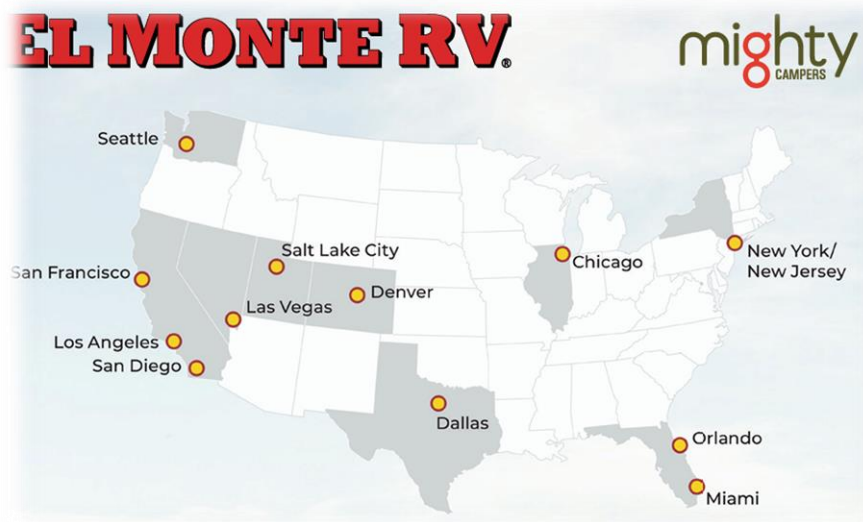 EL MONTE RV®
mighty
CAMPERS
Seattle
Salt Lake City
San Francisco
Denver
Las Vegas
Los Angeles
San Diego
Dallas
Chicago
New York/
New Jersey
Orlando
Miami